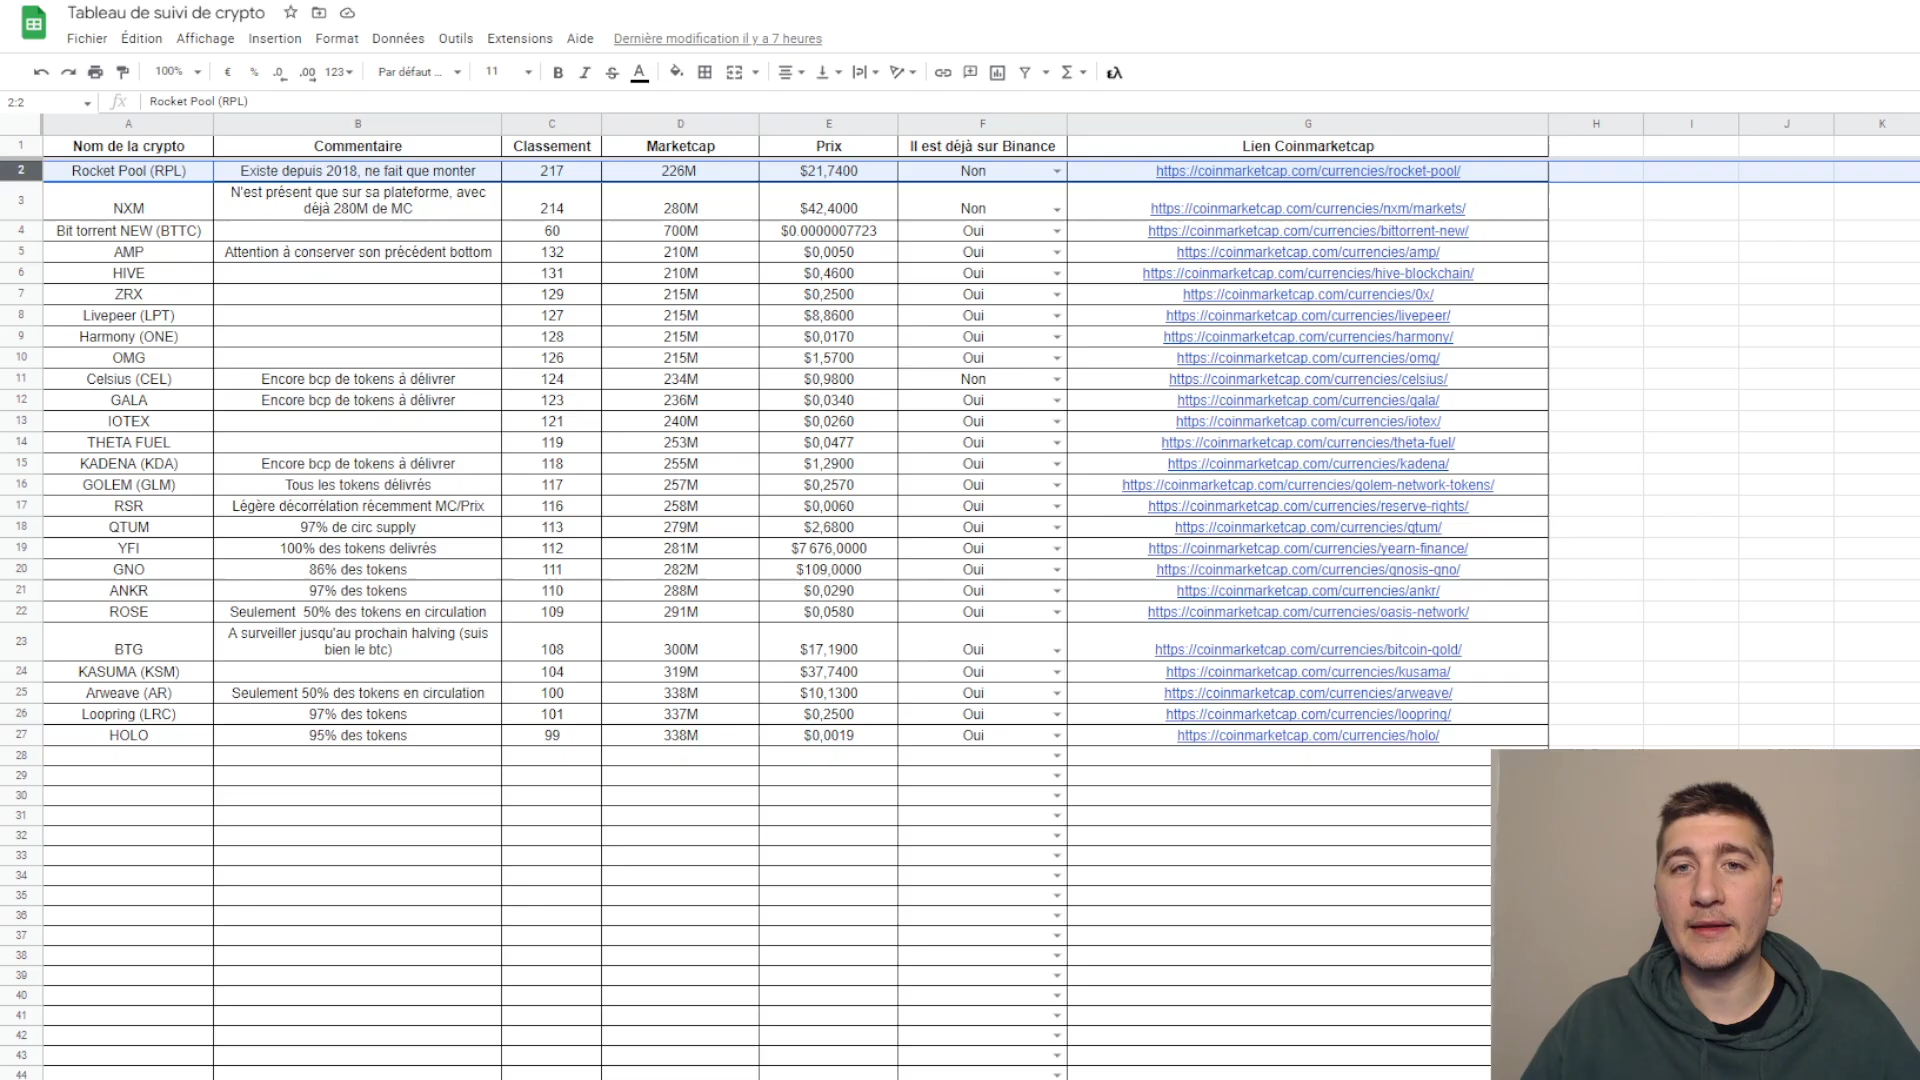 Tableau de suivi de crypto
Fichier Édition Affichage Insertion Format Données Outils Extensions Aide Dernière modification il y a 7 heures
100% € % .0 .00 123 Par défaut ... 11 B I S A
2:2 fx Rocket Pool (RPL)
A B C D E F G H I J K
1 Nom de la crypto Commentaire Classement Marketcap Prix Il est déjà sur Binance Lien Coinmarketcap
2 Rocket Pool (RPL) Existe depuis 2018, ne fait que monter 217 226M $21,7400 Non https://coinmarketcap.com/currencies/rocket-pool/
N'est présent que sur sa plateforme, avec
3 NXM déjà 280M de MC 214 280M $42,4000 Non https://coinmarketcap.com/currencies/nxm/markets/
4 Bit torrent NEW (BTTC) 60 700M $0.0000007723 Oui https://coinmarketcap.com/currencies/bittorrent-new/
5 AMP Attention à conserver son précèdent bottom 132 210M $0,0050 Oui https://coinmarketcap.com/currencies/amp/
6 HIVE 131 210M $0,4600 Oui https://coinmarketcap.com/currencies/hive-blockchain/
7 ZRX 129 215M $0,2500 Oui https://coinmarketcap.com/currencies/0x/
8 Livepeer (LPT) 127 215M $8,8600 Oui https://coinmarketcap.com/currencies/livepeer/
9 Harmony (ONE) 128 215M $0,0170 Oui https://coinmarketcap.com/currencies/harmony/
10 OMG 126 215M $1,5700 Oui https://coinmarketcap.com/currencies/omg/
11 Celsius (CEL) Encore bcp de tokens à délivrer 124 234M $0,9800 Non https://coinmarketcap.com/currencies/celsius/
12 GALA Encore bcp de tokens à délivrer 123 236M $0,0340 Oui https://coinmarketcap.com/currencies/gala/
13 IOTEX 121 240M $0,0260 Oui https://coinmarketcap.com/currencies/iotex/
14 THETA FUEL 119 253M $0,0477 Oui https://coinmarketcap.com/currencies/theta-fuel/
15 KADENA (KDA) Encore bcp de tokens à délivrer 118 255M $1,2900 Oui https://coinmarketcap.com/currencies/kadena/
16 GOLEM (GLM) Tous les tokens délivrés 117 257M $0,2570 Oui https://coinmarketcap.com/currencies/golem-network-tokens/
17 RSR Légère décorrélation récemment MC/Prix 116 258M $0,0060 Oui https://coinmarketcap.com/currencies/reserve-rights/
18 QTUM 97% de circ supply 113 279M $2,6800 Oui https://coinmarketcap.com/currencies/qtum/
19 YFI 100% des tokens delivrés 112 281M $7 676,0000 Oui https://coinmarketcap.com/currencies/yearn-finance/
20 GNO 86% des tokens 111 282M $109,0000 Oui https://coinmarketcap.com/currencies/gnosis-gno/
21 ANKR 97% des tokens 110 288M $0,0290 Oui https://coinmarketcap.com/currencies/ankr/
22 ROSE Seulement 50% des tokens en circulation 109 291M $0,0580 Oui https://coinmarketcap.com/currencies/oasis-network/
A surveiller jusqu'au prochain halving (suis
23 BTG bien le btc) 108 300M $17,1900 Oui https://coinmarketcap.com/currencies/bitcoin-gold/
24 KASUMA (KSM) 104 319M $37,7400 Oui https://coinmarketcap.com/currencies/kusama/
25 Arweave (AR) Seulement 50% des tokens en circulation 100 338M $10,1300 Oui https://coinmarketcap.com/currencies/arweave/
26 Loopring (LRC) 97% des tokens 101 337M $0,2500 Oui https://coinmarketcap.com/currencies/loopring/
27 HOLO 95% des tokens 99 338M $0,0019 Oui https://coinmarketcap.com/currencies/holo/
28
29
30
31
32
33
34
35
36
37
38
39
40
41
42
43
44